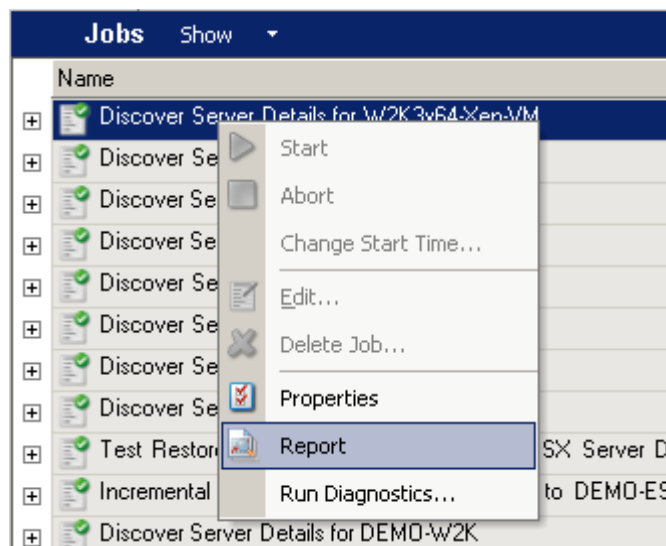 Jobs Show
Name
Discover Server Details for W2K3x64-Xen-VM
Discover Se
Start
Discover Se
Abort
Discover Se
Change Start Time...
Discover Se
Edit...
Discover Se
Delete Job...
Discover Se
Properties
Discover Se
Test Restor
Report
SX Server D
Incremental
Run Diagnostics...
to DEMO-ES
Discover Server Details for DEMO-W2K